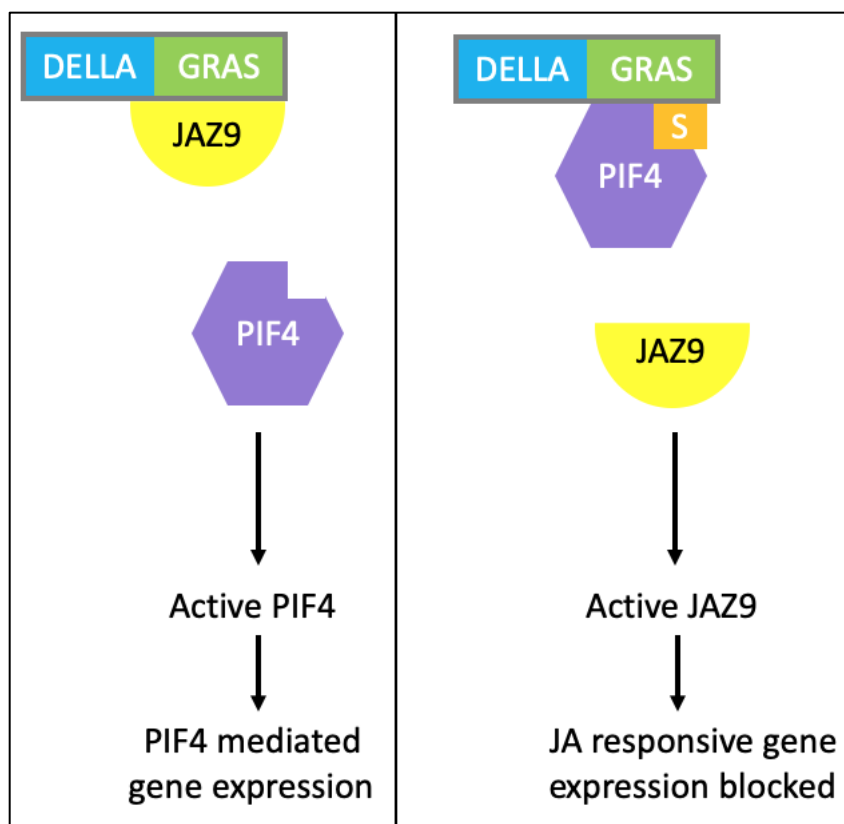 DELLA GRAS
JAZ9
PIF4
Active PIF4
PIF4 mediated
gene expression
DELLA GRAS
S
PIF4
JAZ9
Active JAZ9
JA responsive gene
expression blocked